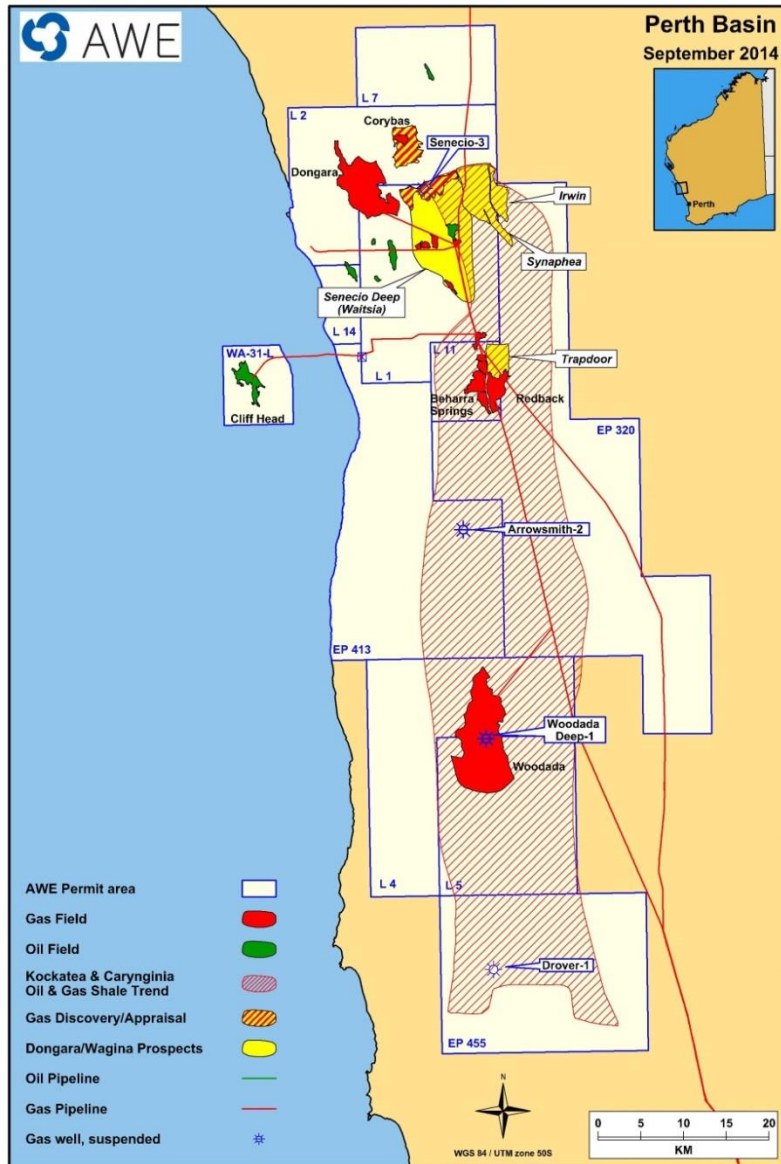 AWE
Perth Basin
September 2014
Perth
L 7
L 2
Corybas
Senecio-3
Dongara
Irwin
Synaphea
Senecio Deep
(Waitsia)
L 14
WA-31-L
L 11
Trapdoor
L 1
Cliff Head
Beharra
Springs
Redback
EP 320
Arrowsmith-2
EP 413
Woodada
Deep-1
Woodada
L 4
L 5
Drover-1
EP 455
AWE Permit area
Gas Field
Oil Field
Kockatea & Carynginia
Oil & Gas Shale Trend
Gas Discovery/Appraisal
Dongara/Wagina Prospects
Oil Pipeline
Gas Pipeline
Gas well, suspended
N
WGS 84 / UTM zone 50S
0 5 10 15 20
KM